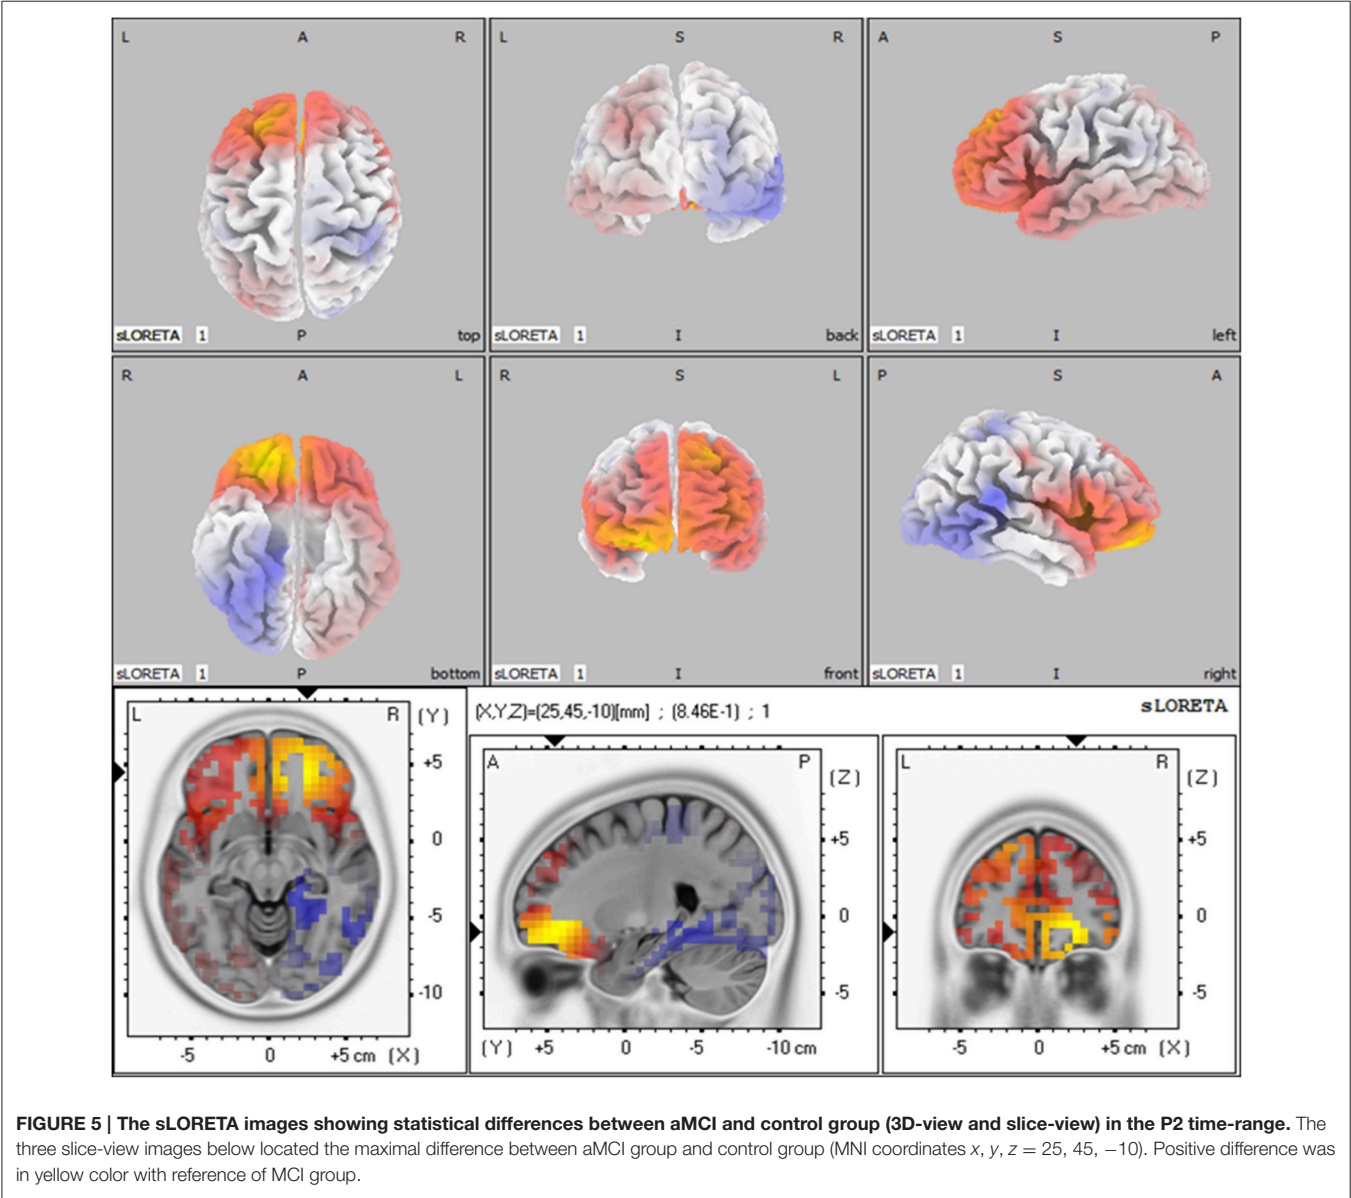 L A R
sLORETA 1 P top
L S R
sLORETA 1 I back
A S P
sLORETA 1 I left
R A L
sLORETA 1 P bottom
R S L
sLORETA 1 I front
P S A
sLORETA 1 I right
L R (Y)
+5
0
-5
-10
-5 0 +5 cm (X)
(X,Y,Z)=(25,45,-10)[mm] ; (8.46E-1) ; 1 sLORETA
A P (Z)
+5
0
-5
(Y) +5 0 -5 -10 cm
L R (Z)
+5
0
-5
-5 0 +5 cm (X)
FIGURE 5 | The sLORETA images showing statistical differences between aMCI and control group (3D-view and slice-view) in the P2 time-range. The
three slice-view images below located the maximal difference between aMCI group and control group (MNI coordinates x, y, z = 25, 45, −10). Positive difference was
in yellow color with reference of MCI group.